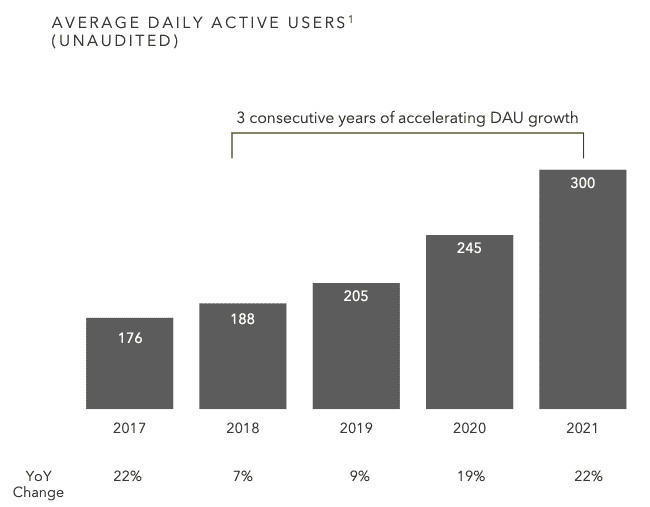 AVERAGE DAILY ACTIVE USERS¹
(UNAUDITED)
3 consecutive years of accelerating DAU growth
300
245
205
188
176
2017 2018 2019 2020 2021
YoY 22% 7% 9% 19% 22%
Change